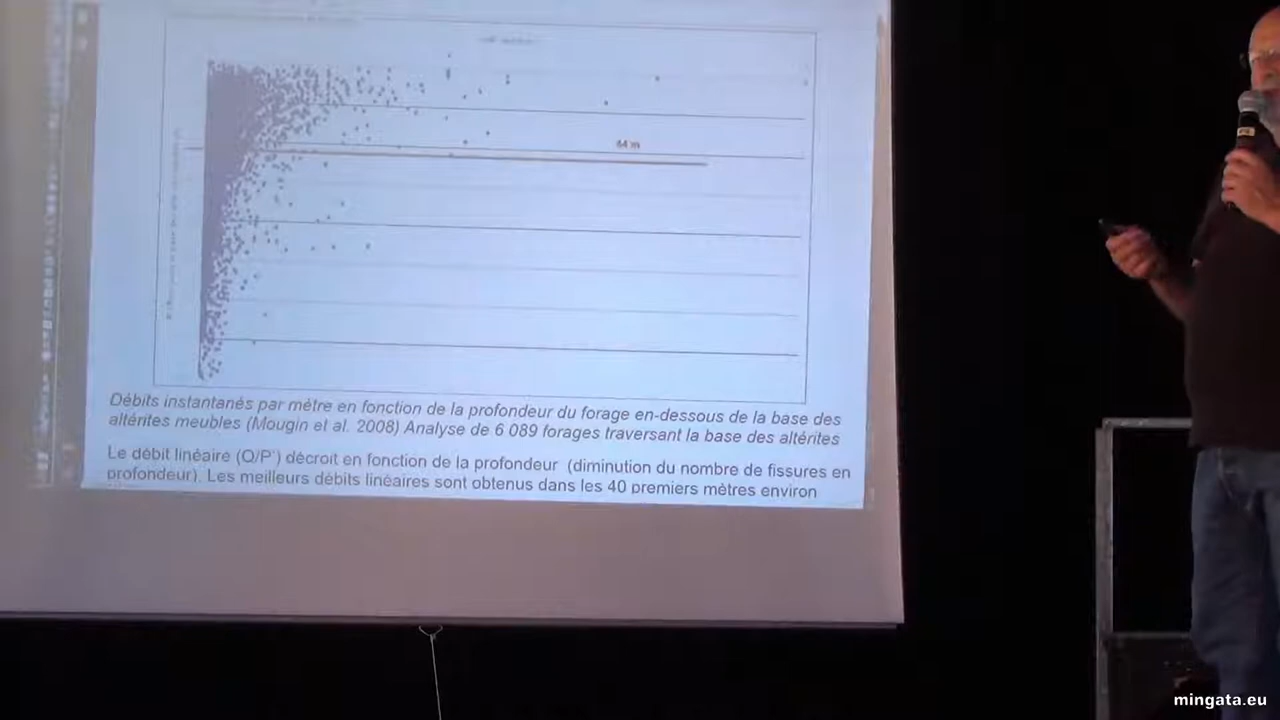 44 m
Débits instantanés par mètre en fonction de la profondeur du forage en-dessous de la base des
altérites meubles (Mougin et al. 2008) Analyse de 6 089 forages traversant la base des altérites
Le débit linéaire (Q/P') décroit en fonction de la profondeur (diminution du nombre de fissures en
profondeur). Les meilleurs débits linéaires sont obtenus dans les 40 premiers mètres environ
mingata.eu